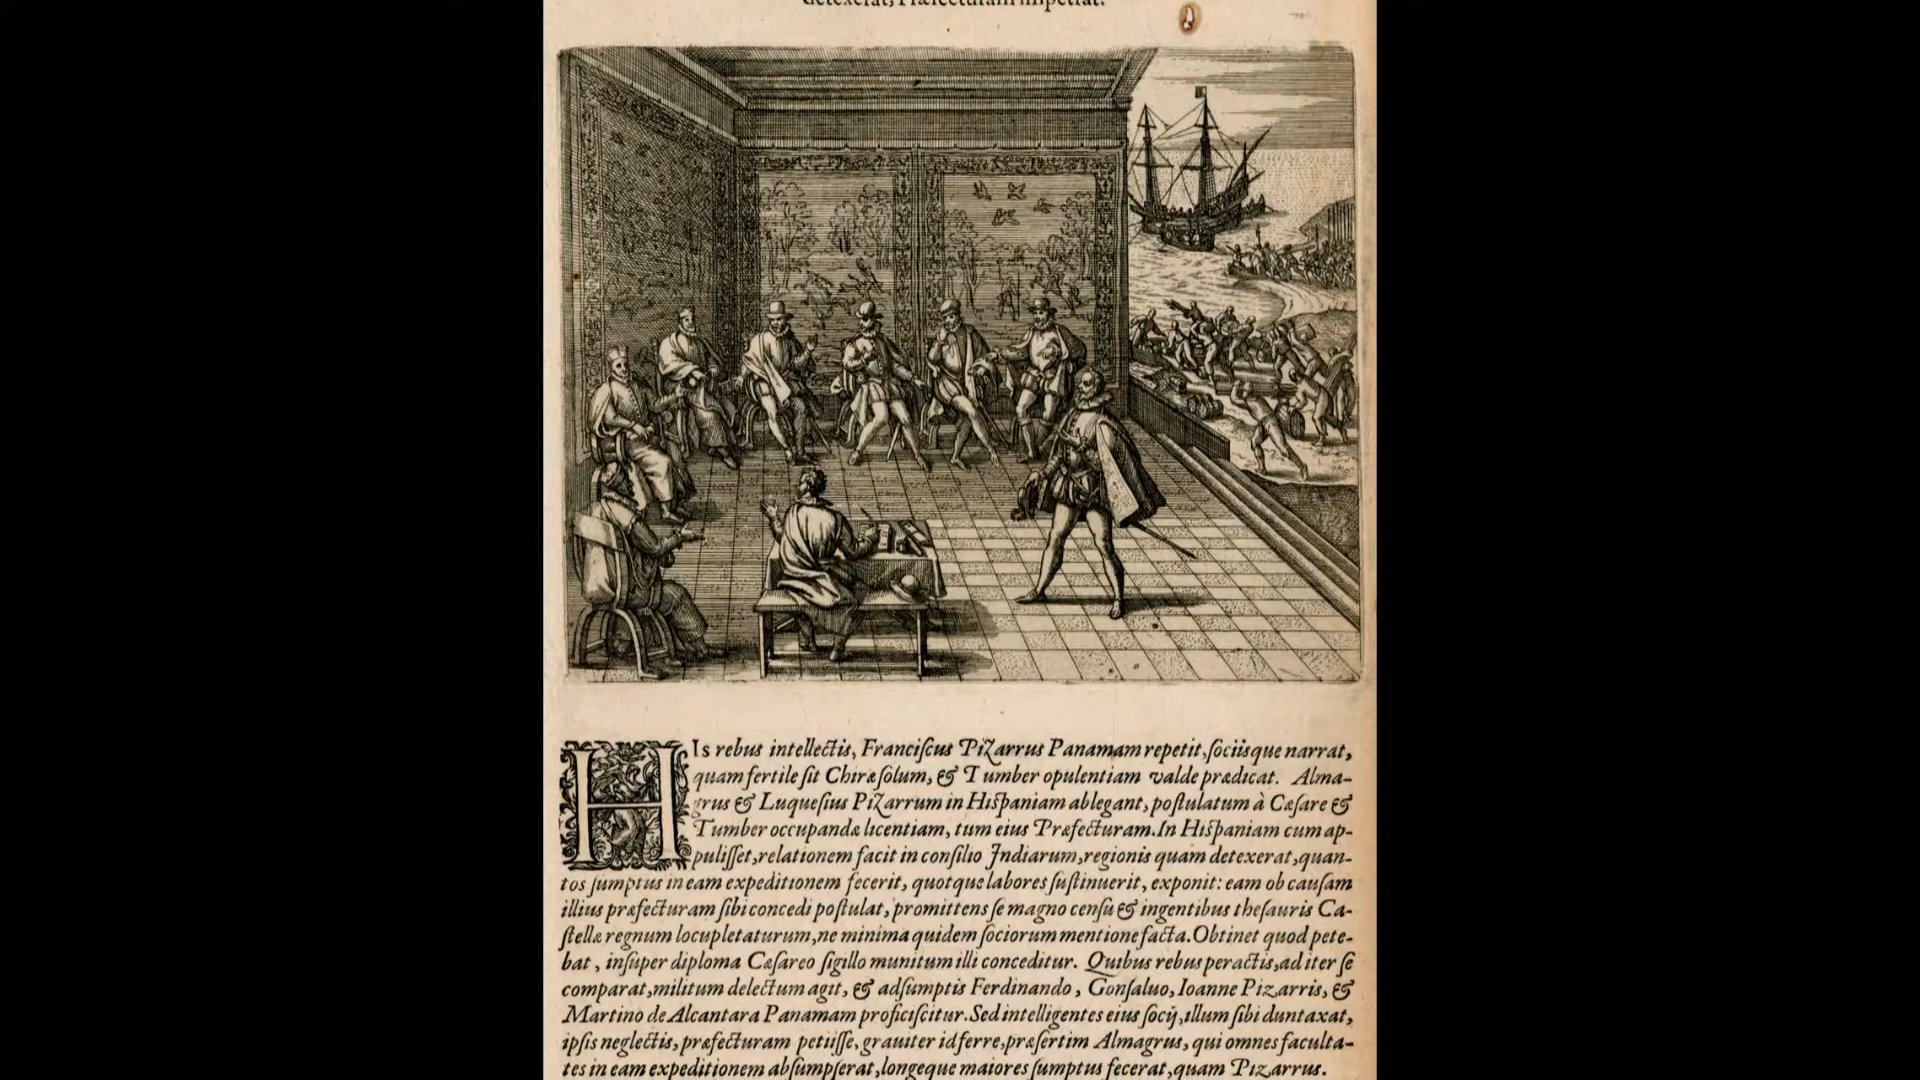 detexerat, Præfecturam impetrat.
HIs rebus intellectis, Franciſcus Pizarrus Panamam repetit, ſociisque narrat,
quam fertile ſit Chiræ ſolum, & Tumber opulentiam valde prædicat. Alma-
grus & Luqueſius Pizarrum in Hiſpaniam ablegant, poſtulatum à Cæſare &
Tumber occupandæ licentiam, tum eius Præfecturam. In Hiſpaniam cum ap-
puliſſet, relationem facit in conſilio Indiarum, regionis quam detexerat, quan-
tos ſumptus in eam expeditionem fecerit, quotque labores ſuſtinuerit, exponit: eam ob cauſam
illius præfecturam ſibi concedi poſtulat, promittens ſe magno cenſu & ingentibus theſauris Ca-
ſtellæ regnum locupletaturum, ne minima quidem ſociorum mentione facta. Obtinet quod pete-
bat, inſuper diploma Cæſareo ſigillo munitum illi conceditur. Quibus rebus peractis, ad iter ſe
comparat, militum delectum agit, & adſumptis Ferdinando, Gonſaluo, Ioanne Pizarris, &
Martino de Alcantara Panamam proficiſcitur. Sed intelligentes eius ſocij, illum ſibi duntaxat,
ipſis neglectis, præfecturam petiiſſe, grauiter id ferre, præſertim Almagrus, qui omnes faculta-
tes in eam expeditionem abſumpſerat, longeque maiores ſumptus fecerat, quam Pizarrus.